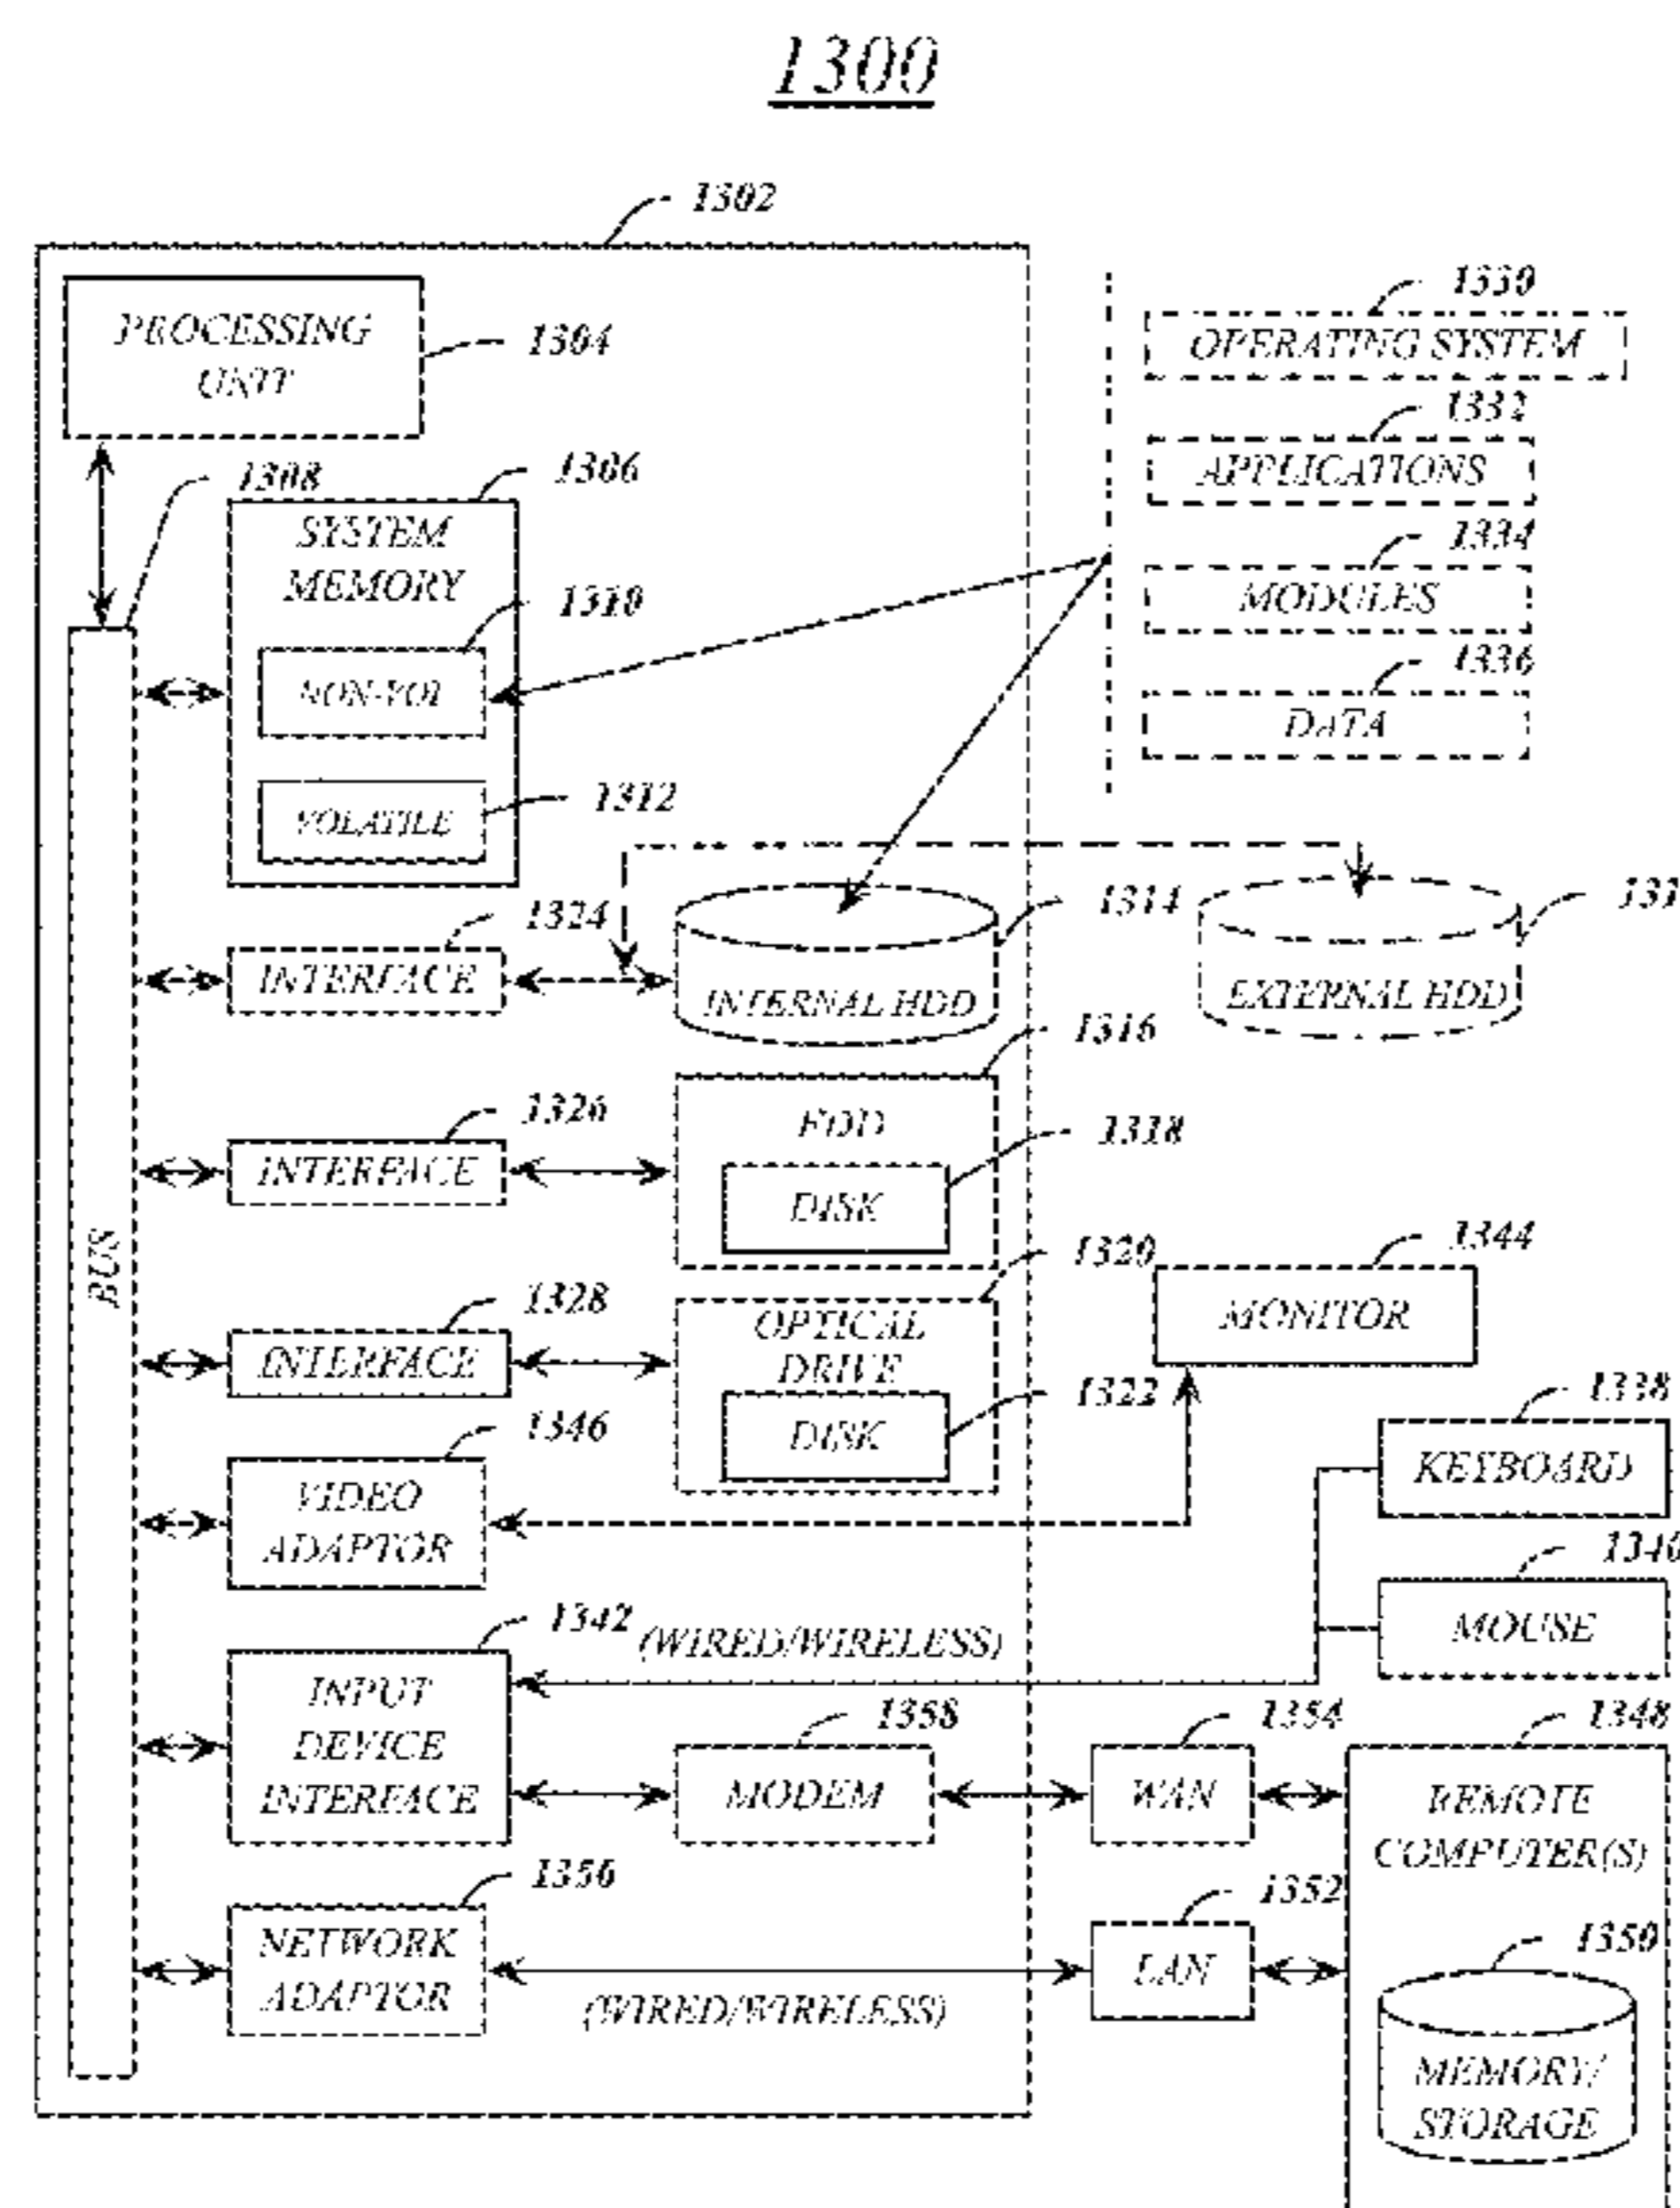 1300
1302
PROCESSING
UNIT
1304
1308
1306
SYSTEM
MEMORY
1310
NON-VOL
VOLATILE
1312
1330
OPERATING SYSTEM
1332
APPLICATIONS
1334
MODULES
1336
DATA
1324
INTERFACE
INTERNAL HDD
1314
EXTERNAL HDD
131
1326
INTERFACE
1316
FDD
1318
DISK
BUS
1328
INTERFACE
1320
OPTICAL
DRIVE
1322
DISK
1344
MONITOR
1338
KEYBOARD
1346
VIDEO
ADAPTOR
1340
MOUSE
1342
(WIRED/WIRELESS)
INPUT
DEVICE
INTERFACE
1358
MODEM
1354
WAN
1348
REMOTE
COMPUTER(S)
1356
NETWORK
ADAPTOR
(WIRED/WIRELESS)
1352
LAN
1350
MEMORY/
STORAGE